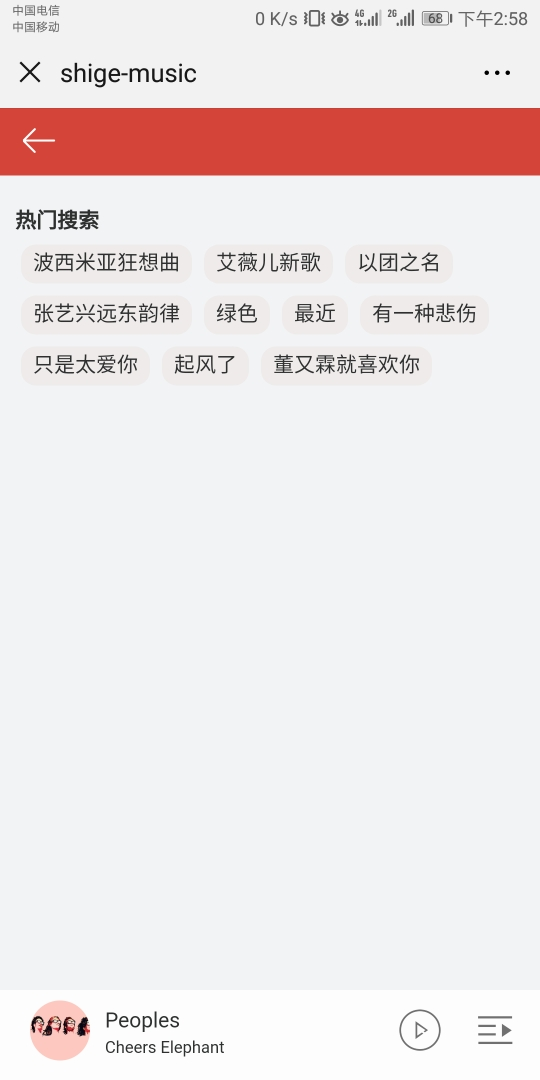 中国电信
中国移动
0 K/s 4G 2G 68 下午2:58
shige-music
热门搜索
波西米亚狂想曲 艾薇儿新歌 以团之名
张艺兴远东韵律 绿色 最近 有一种悲伤
只是太爱你 起风了 董又霖就喜欢你
Peoples
Cheers Elephant